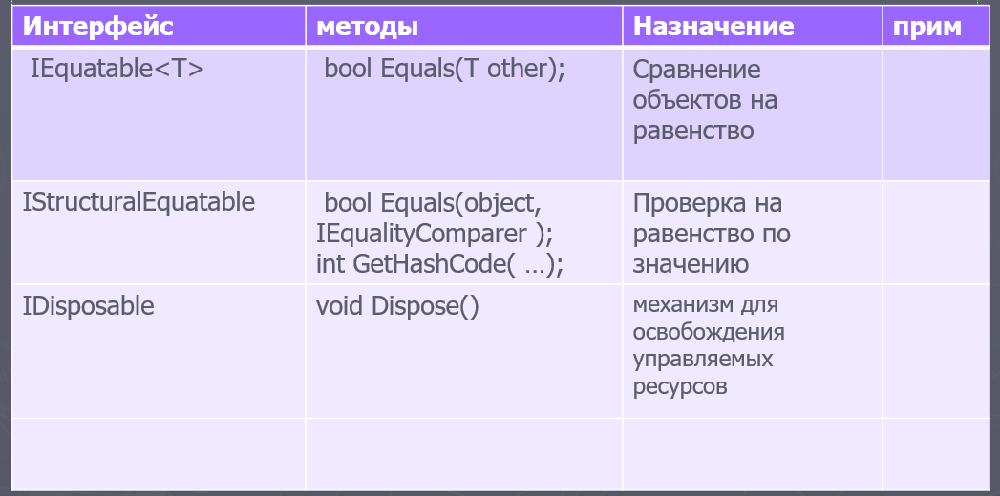 Интерфейс
методы
Назначение
прим
IEquatable<T>
bool Equals(T other);
Сравнение
объектов на
равенство
IStructuralEquatable
bool Equals(object,
IEqualityComparer );
int GetHashCode( …);
Проверка на
равенство по
значению
IDisposable
void Dispose()
механизм для
освобождения
управляемых
ресурсов